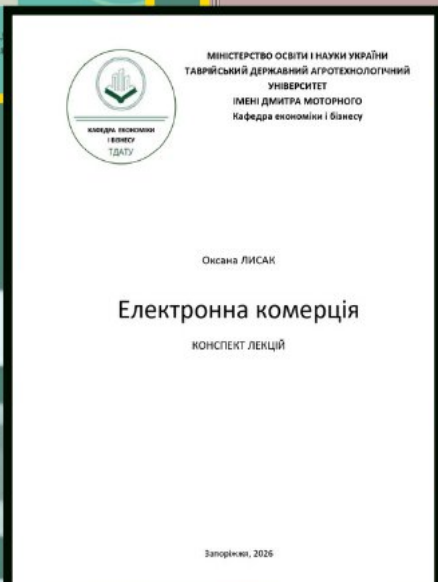 МІНІСТЕРСТВО ОСВІТИ І НАУКИ УКРАЇНИ
ТАВРІЙСЬКИЙ ДЕРЖАВНИЙ АГРОТЕХНОЛОГІЧНИЙ
УНІВЕРСИТЕТ
ІМЕНІ ДМИТРА МОТОРНОГО
Кафедра економіки і бізнесу
КАФЕДРА ЕКОНОМІКИ
І БІЗНЕСУ
ТДАТУ
Оксана ЛИСАК
Електронна комерція
КОНСПЕКТ ЛЕКЦІЙ
Запоріжжя, 2026